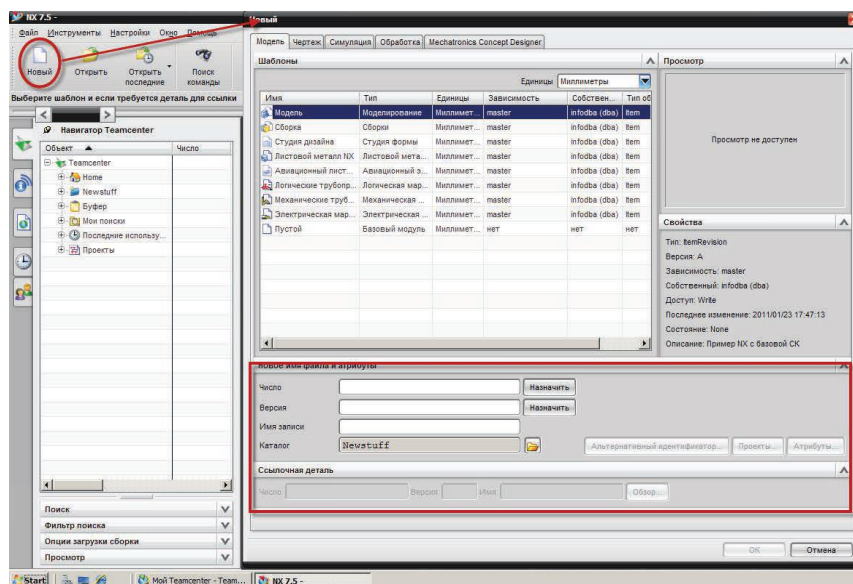 NX 7.5 -
Файл Инструменты Настройки Окно Помощь
Новый
Открыть
Открыть последние
Поиск команды
Выберите шаблон и если требуется деталь для ссылки
Навигатор Teamcenter
Объект Число
Teamcenter
Home
Newstuff
Буфер
Мои поиски
Последние использу...
Проекты
Поиск
Фильтр поиска
Опции загрузки сборки
Просмотр
Новый
Модель Чертеж Симуляция Обработка Mechatronics Concept Designer
Шаблоны
Единицы Миллиметры
Имя Тип Единицы Зависимость Собствен... Тип об
Модель Моделирование Миллимет... master infodba (dba) Item
Сборка Сборки Миллимет... master infodba (dba) Item
Студия дизайна Студия формы Миллимет... master infodba (dba) Item
Листовой металл NX Листовой мета... Миллимет... master infodba (dba) Item
Авиационный лист... Авиационный э... Миллимет... master infodba (dba) Item
Логические трубопр... Логическая мар... Миллимет... master infodba (dba) Item
Механические труб... Механическая ... Миллимет... master infodba (dba) Item
Электрическая мар... Электрическая ... Миллимет... master infodba (dba) Item
Пустой Базовый модуль Миллимет... нет нет нет
Просмотр
Просмотр не доступен
Свойства
Тип: ItemRevision
Версия: A
Зависимость: master
Собственный: infodba (dba)
Доступ: Write
Последнее изменение: 2011/01/23 17:47:13
Состояние: None
Описание: Пример NX с базовой СК
Новое имя файла и атрибуты
Число Назначить
Версия Назначить
Имя записи
Каталог Newstuff Альтернативный идентификатор... Проекты... Атрибуты...
Ссылочная деталь
Число Версия Имя Обзор...
OK Отмена
Start Мой Teamcenter - Team... NX 7.5 -